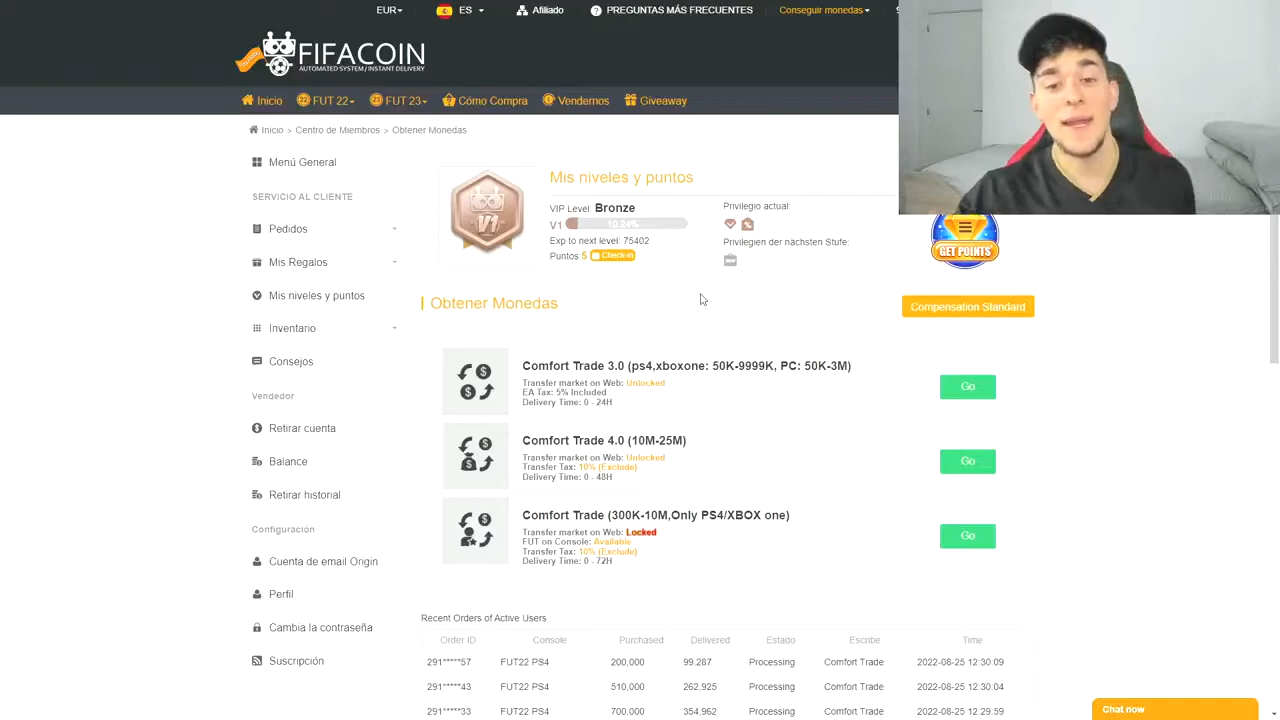 EUR
ES
Afiliado
PREGUNTAS MÁS FRECUENTES
Conseguir monedas
FIFACOIN
AUTOMATED SYSTEM / INSTANT DELIVERY
Inicio
22 FUT 22
23 FUT 23
Cómo Compra
Vendernos
Giveaway
Inicio > Centro de Miembros > Obtener Monedas
Menú General
SERVICIO AL CLIENTE
Pedidos
Mis Regalos
Mis niveles y puntos
Inventario
Consejos
Vendedor
Retirar cuenta
Balance
Retirar historial
Configuración
Cuenta de email Origin
Perfil
Cambia la contraseña
Suscripción
V1
Mis niveles y puntos
VIP Level: Bronze
V1 10.24%
Exp to next level: 75402
Puntos 5 Check-in
Privilegio actual:
Privilegien der nächsten Stufe:
GET POINTS
Obtener Monedas
Compensation Standard
Comfort Trade 3.0 (ps4,xboxone: 50K-9999K, PC: 50K-3M)
Transfer market on Web: Unlocked
EA Tax: 5% Included
Delivery Time: 0 - 24H
Go
Comfort Trade 4.0 (10M-25M)
Transfer market on Web: Unlocked
Transfer Tax: 10% (Exclude)
Delivery Time: 0 - 48H
Go
Comfort Trade (300K-10M,Only PS4/XBOX one)
Transfer market on Web: Locked
FUT on Console: Available
Transfer Tax: 10% (Exclude)
Delivery Time: 0 - 72H
Go
Recent Orders of Active Users
Order ID Console Purchased Delivered Estado Escribe Time
291*****57 FUT22 PS4 200,000 99,287 Processing Comfort Trade 2022-08-25 12:30:09
291*****43 FUT22 PS4 510,000 262,925 Processing Comfort Trade 2022-08-25 12:30:04
291*****33 FUT22 PS4 700,000 354,962 Processing Comfort Trade 2022-08-25 12:29:59
Chat now